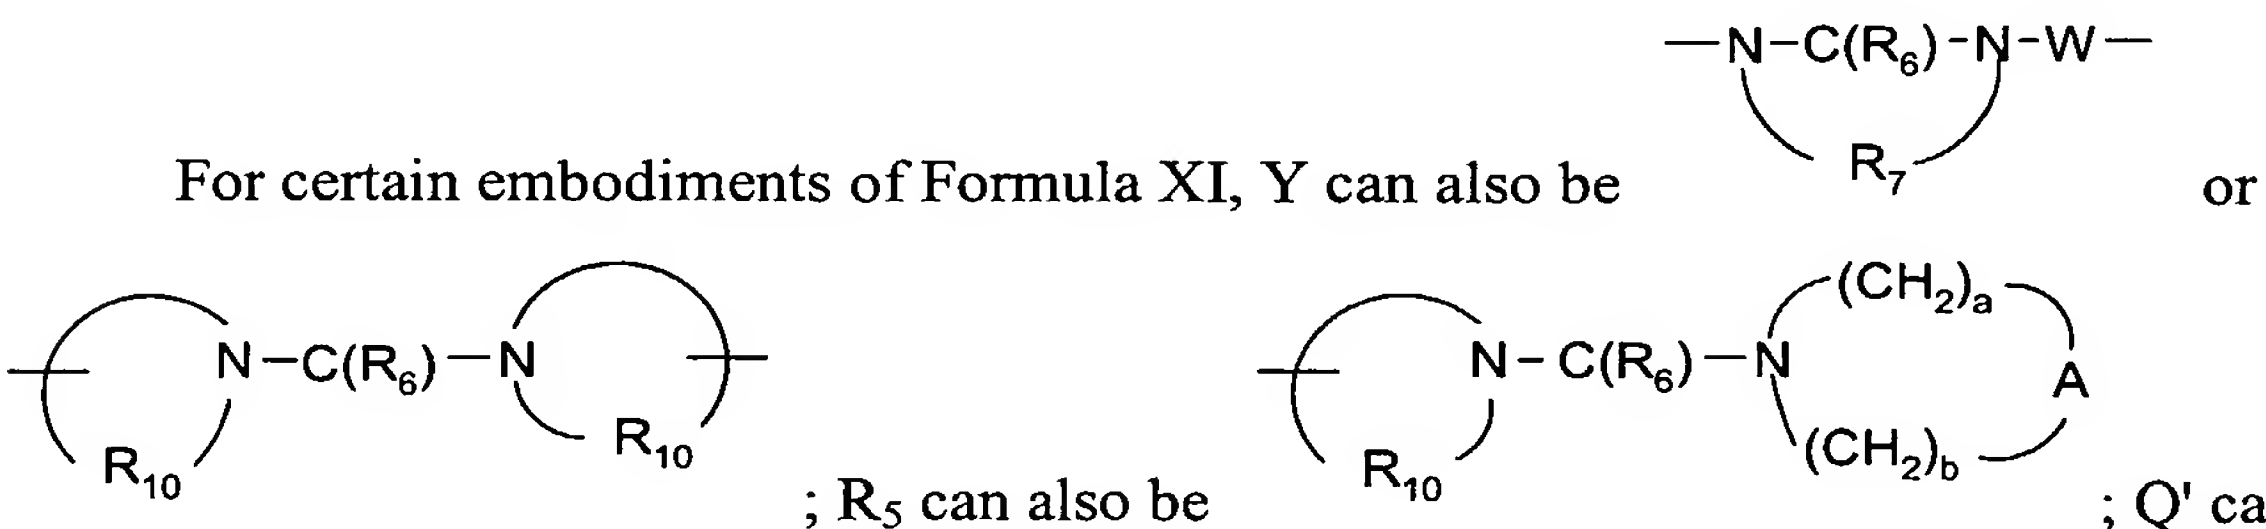 —N–C(R₆)–N–W—
R₇
For certain embodiments of Formula XI, Y can also be or
(CH₂)ₐ
N–C(R₆)–N N–C(R₆)–N A
R₁₀ R₁₀ R₁₀ (CH₂)b
; R₅ can also be ; Q'